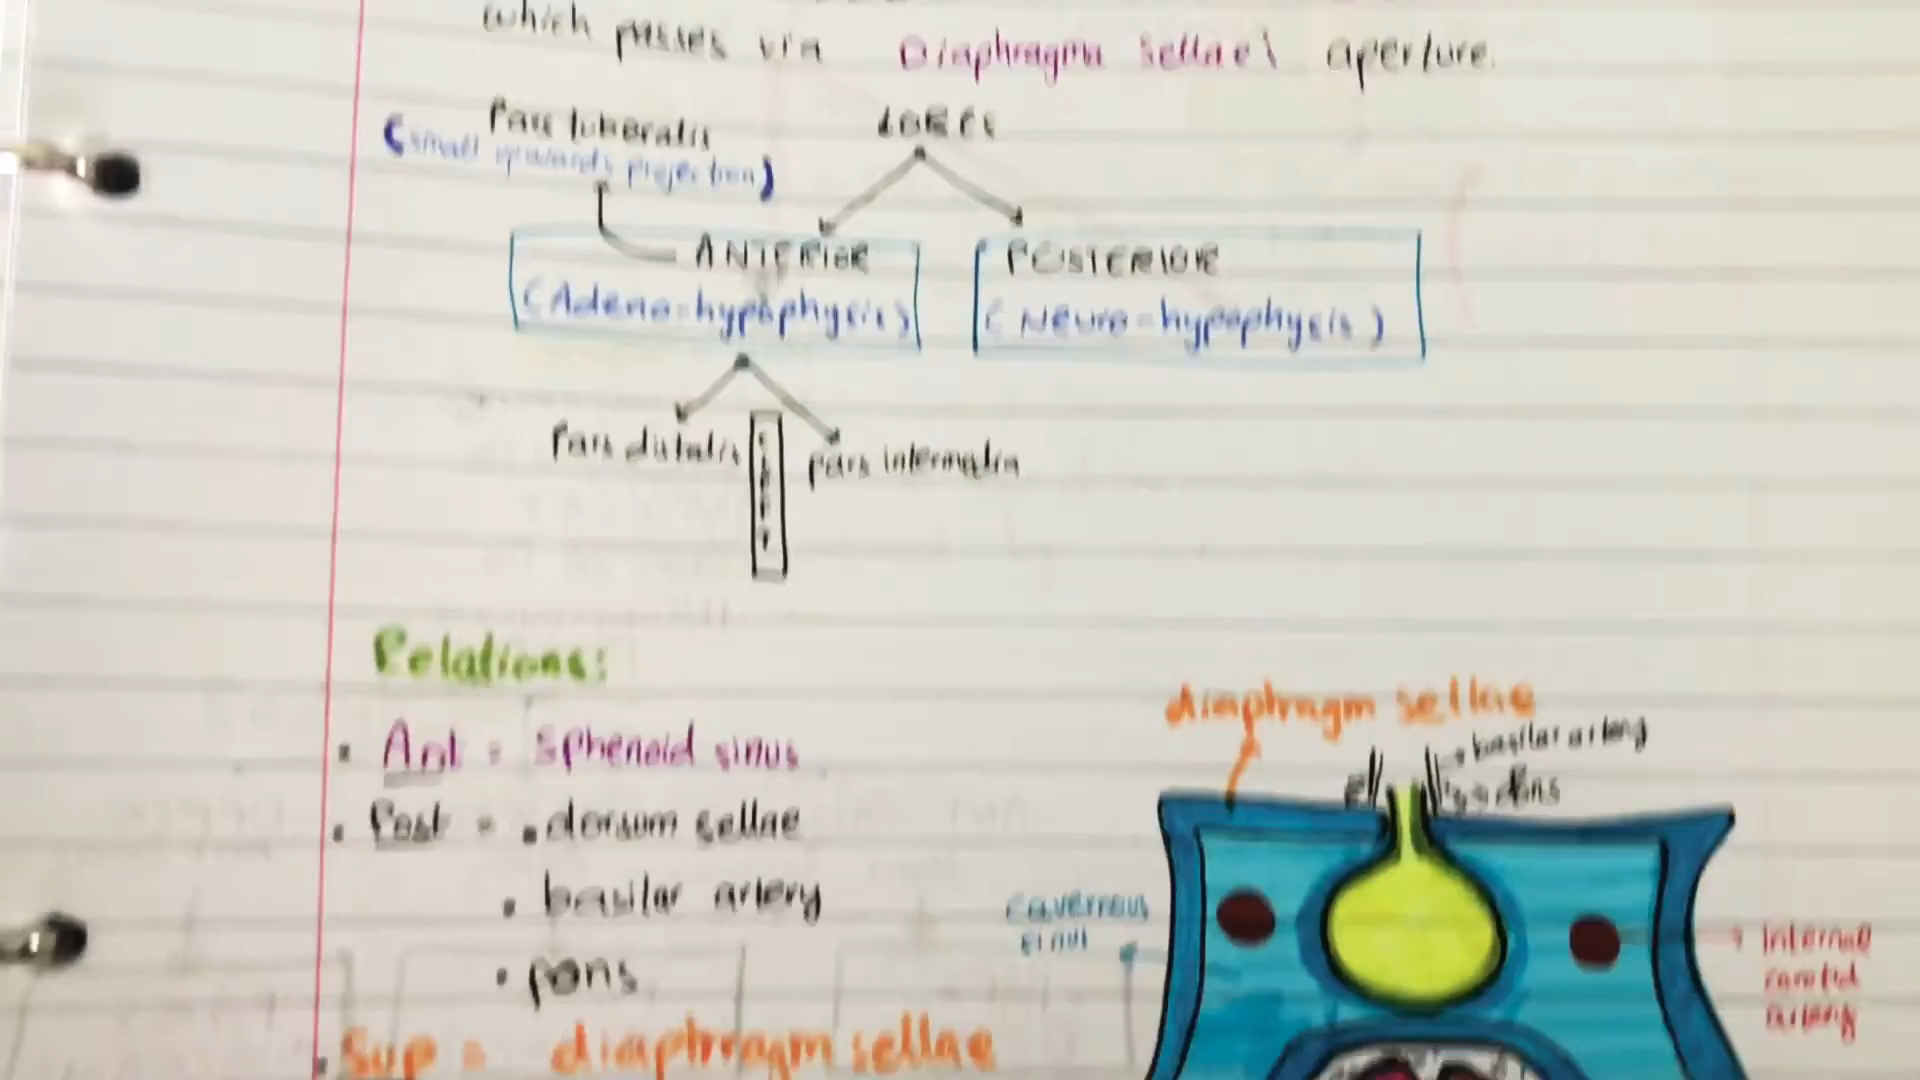 which passes via Diaphragma sellae's aperture.
Pars tuberalis
(small upwards projection)
LOBES
ANTERIOR
(Adeno-hypophysis)
POSTERIOR
(Neuro-hypophysis)
Pars distalis
CLEFT
pars intermedia
Relations:
• Ant = sphenoid sinus
• Post = • dorsum sellae
• basilar artery
• pons
• Sup = diaphragm sellae
diaphragm sellae
basilar artery
Pons
cavernous
sinus
Internal
carotid
artery